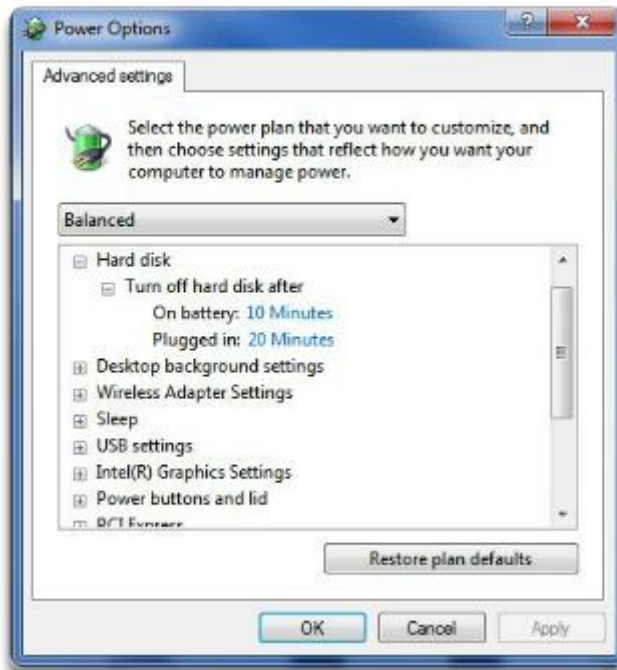 Power Options
Advanced settings
Select the power plan that you want to customize, and
then choose settings that reflect how you want your
computer to manage power.
Balanced
Hard disk
Turn off hard disk after
On battery: 10 Minutes
Plugged in: 20 Minutes
Desktop background settings
Wireless Adapter Settings
Sleep
USB settings
Intel(R) Graphics Settings
Power buttons and lid
PCI Express
Restore plan defaults
OK Cancel Apply